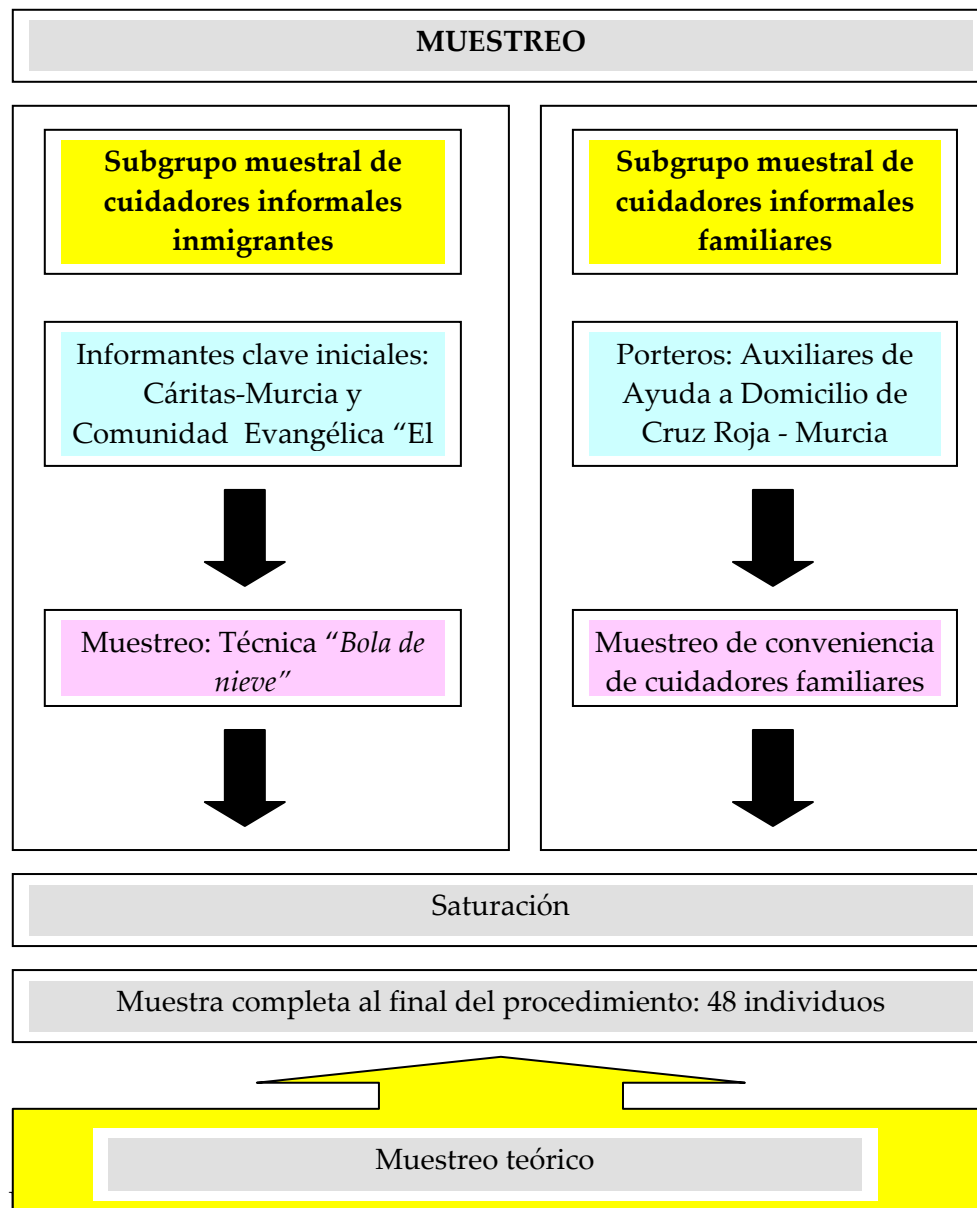 MUESTREO
Subgrupo muestral de
cuidadores informales
inmigrantes
Informantes clave iniciales:
Cáritas-Murcia y
Comunidad Evangélica “El
Muestreo: Técnica “Bola de
nieve”
Subgrupo muestral de
cuidadores informales
familiares
Porteros: Auxiliares de
Ayuda a Domicilio de
Cruz Roja - Murcia
Muestreo de conveniencia
de cuidadores familiares
Saturación
Muestra completa al final del procedimiento: 48 individuos
Muestreo teórico